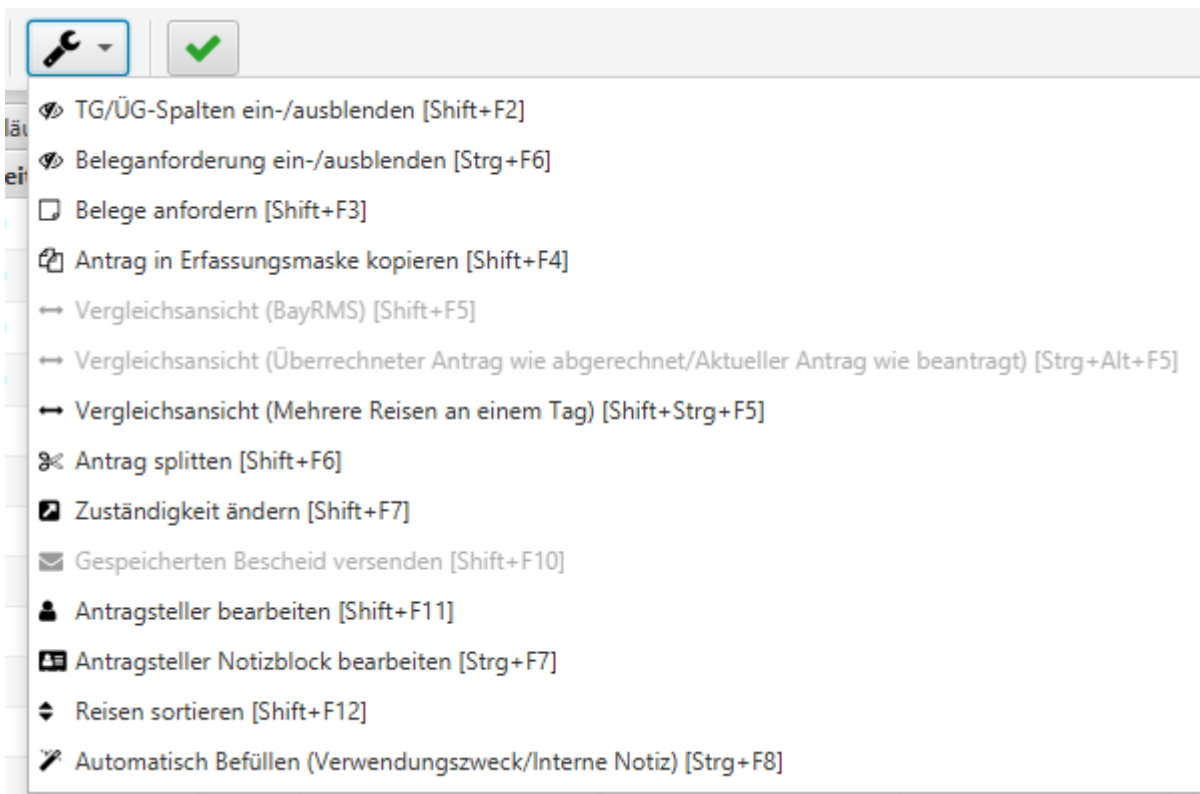 TG/ÜG-Spalten ein-/ausblenden [Shift+F2]
Beleganforderung ein-/ausblenden [Strg+F6]
Belege anfordern [Shift+F3]
Antrag in Erfassungsmaske kopieren [Shift+F4]
Vergleichsansicht (BayRMS) [Shift+F5]
Vergleichsansicht (Überrechneter Antrag wie abgerechnet/Aktueller Antrag wie beantragt) [Strg+Alt+F5]
Vergleichsansicht (Mehrere Reisen an einem Tag) [Shift+Strg+F5]
Antrag splitten [Shift+F6]
Zuständigkeit ändern [Shift+F7]
Gespeicherten Bescheid versenden [Shift+F10]
Antragsteller bearbeiten [Shift+F11]
Antragsteller Notizblock bearbeiten [Strg+F7]
Reisen sortieren [Shift+F12]
Automatisch Befüllen (Verwendungszweck/Interne Notiz) [Strg+F8]